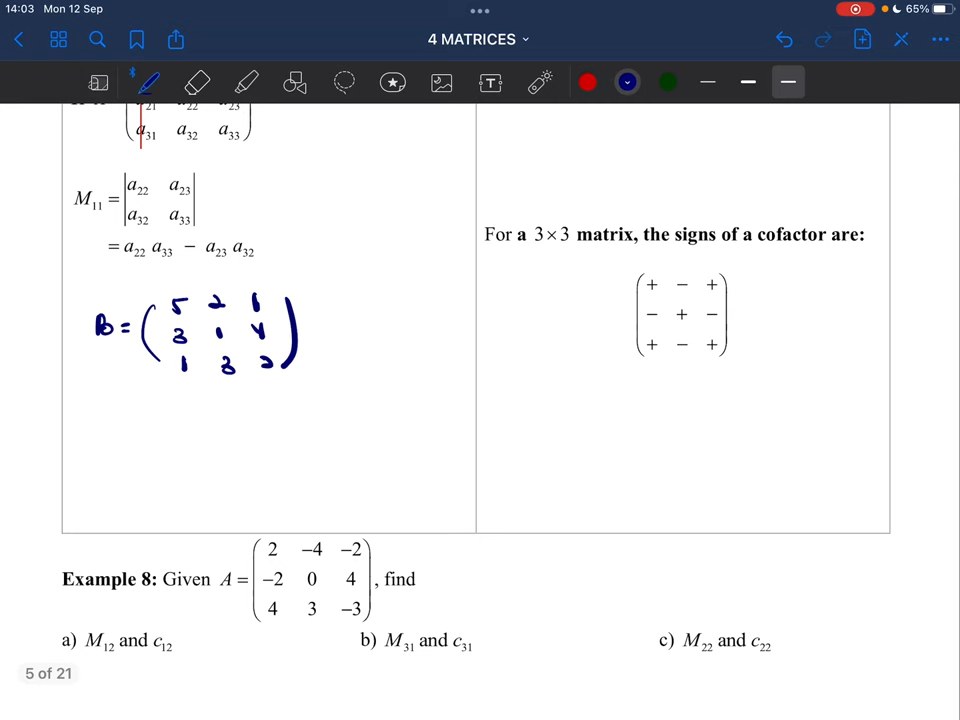 14:03 Mon 12 Sep
65%
4 MATRICES
a21 a22 a23
a31 a32 a33
M11 = |a22 a23|
|a32 a33|
= a22 a33 − a23 a32
B = (5 2 1
3 1 4
1 3 2)
For a 3×3 matrix, the signs of a cofactor are:
(+ − +
− + −
+ − +)
Example 8: Given A = (2 −4 −2
−2 0 4
4 3 −3), find
a) M12 and c12 b) M31 and c31 c) M22 and c22
5 of 21